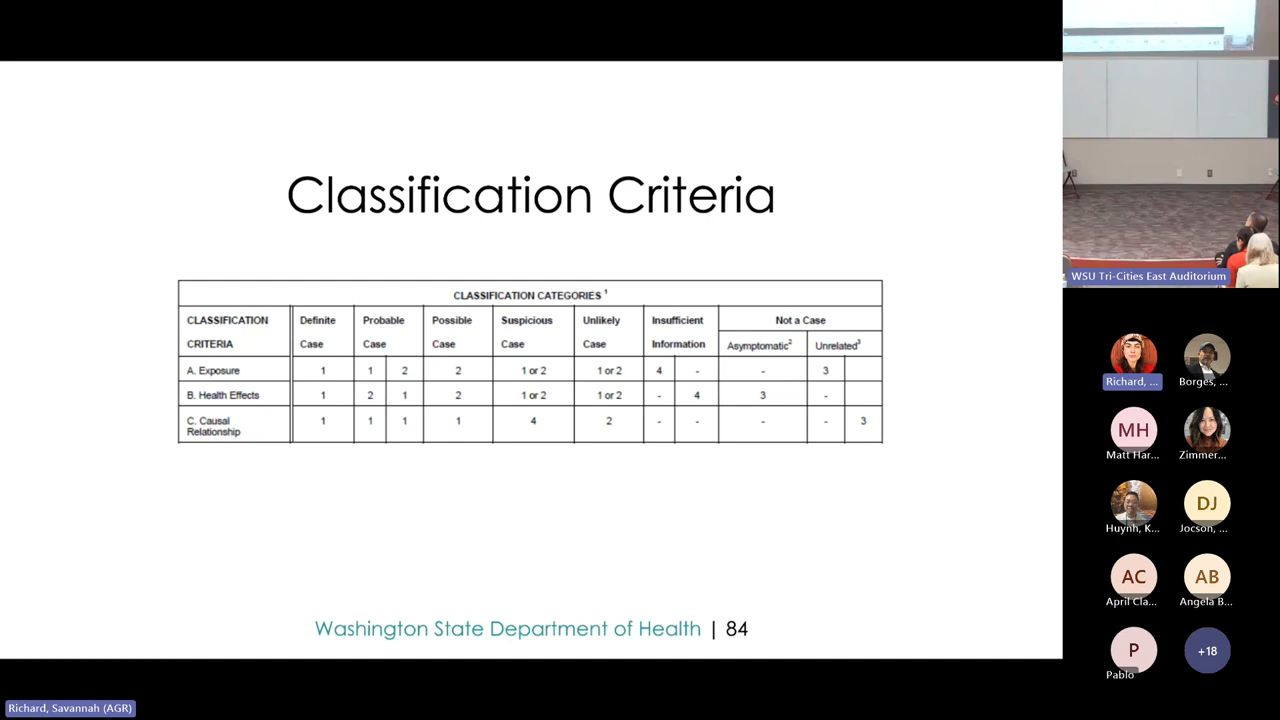 Classification Criteria
CLASSIFICATION CATEGORIES 1
CLASSIFICATION CRITERIA Definite Case Probable Case Possible Case Suspicious Case Unlikely Case Insufficient Information Not a Case
Asymptomatic2 Unrelated3
A. Exposure 1 1 2 2 1 or 2 1 or 2 4 - - 3
B. Health Effects 1 2 1 2 1 or 2 1 or 2 - 4 3 -
C. Causal Relationship 1 1 1 1 4 2 - - - - 3
Washington State Department of Health | 84
WSU Tri-Cities East Auditorium
Richard, ... Borges, ...
MH
Matt Har... Zimmer...
DJ
Huynh, K... Jocson, ...
AC AB
April Cla... Angela B...
P +18
Pablo
Richard, Savannah (AGR)